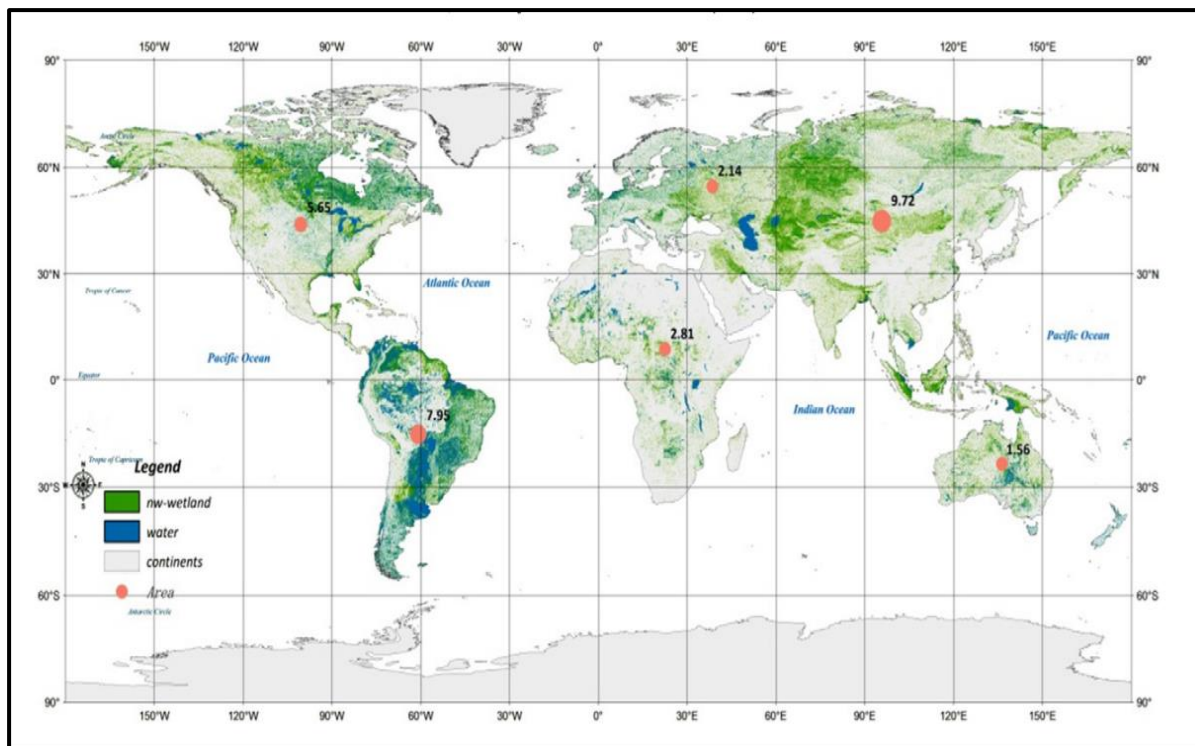 150°W 120°W 90°W 60°W 30°W 0° 30°E 60°E 90°E 120°E 150°E
90° 90°
Arctic Circle
60°N 60°N
2.14
9.72
5.65
30°N 30°N
Atlantic Ocean
Tropic of Cancer
2.81
Pacific Ocean
Pacific Ocean
Equator
0° 0°
Indian Ocean
7.95
1.56
Tropic of Capricorn
Legend
N
W E
S
30°S 30°S
nw-wetland
water
continents
Area
60°S 60°S
Antarctic Circle
90° 90°
150°W 120°W 90°W 60°W 30°W 0° 30°E 60°E 90°E 120°E 150°E